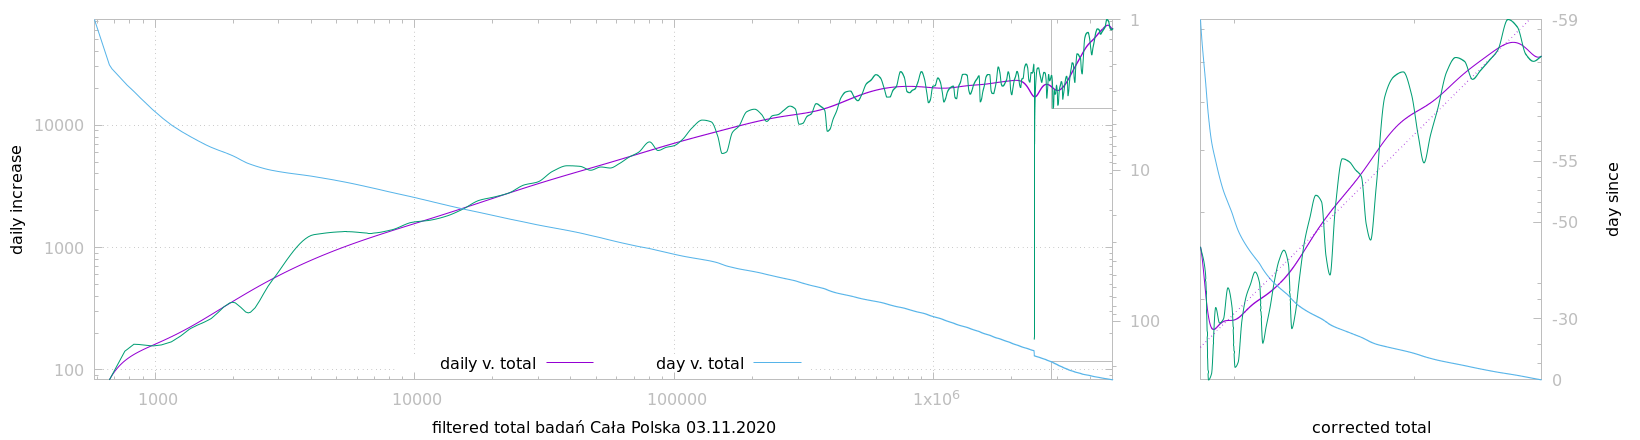 1
-59
10000
daily increase
10
-55
-50
day since
1000
100
-30
daily v. total
day v. total
100
0
1000
10000
100000
1x10⁶
filtered total badań Cała Polska 03.11.2020
corrected total